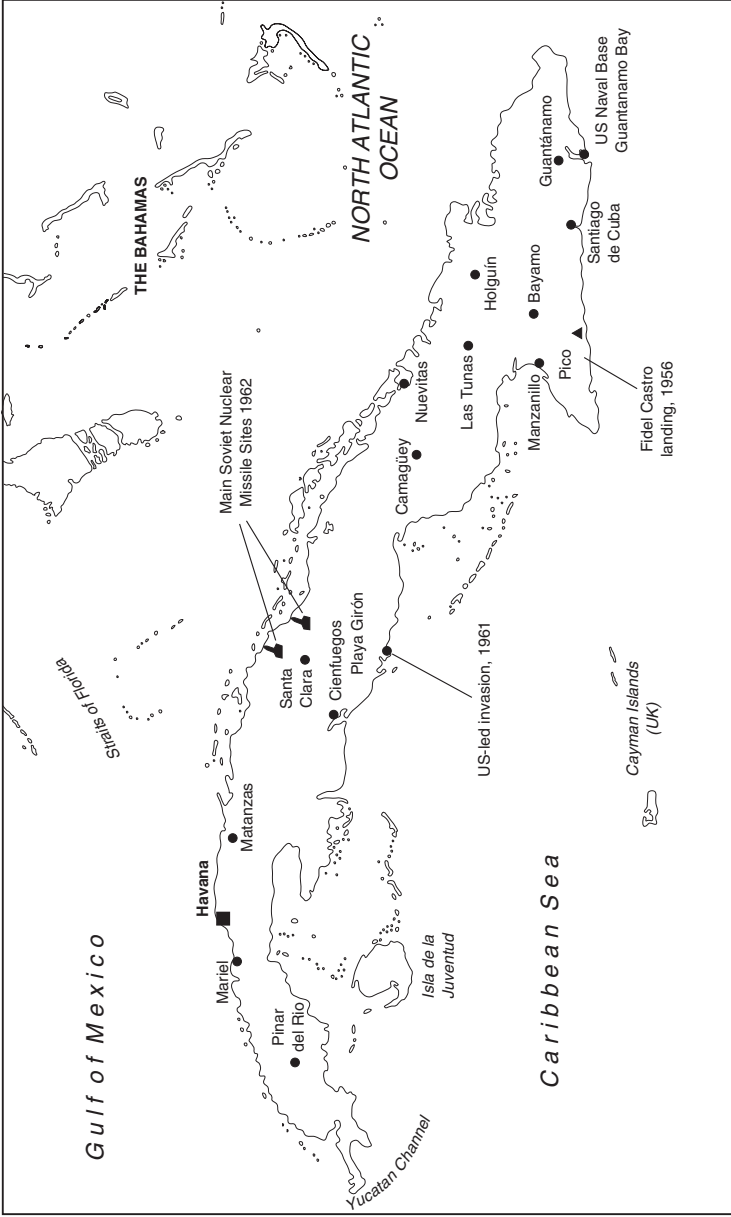 Gulf of Mexico
Straits of Florida
THE BAHAMAS
NORTH ATLANTIC
OCEAN
Main Soviet Nuclear
Missile Sites 1962
Havana
Mariel
Matanzas
Pinar
del Rio
Santa
Clara
Cienfuegos
Playa Girón
Nuevitas
Camagüey
Las Tunas
Holguín
Bayamo
Manzanillo
Pico
Guantánamo
Santiago
de Cuba
US Naval Base
Guantanamo Bay
Fidel Castro
landing, 1956
US-led invasion, 1961
Isla de la
Juventud
Yucatan Channel
Caribbean Sea
Cayman Islands
(UK)